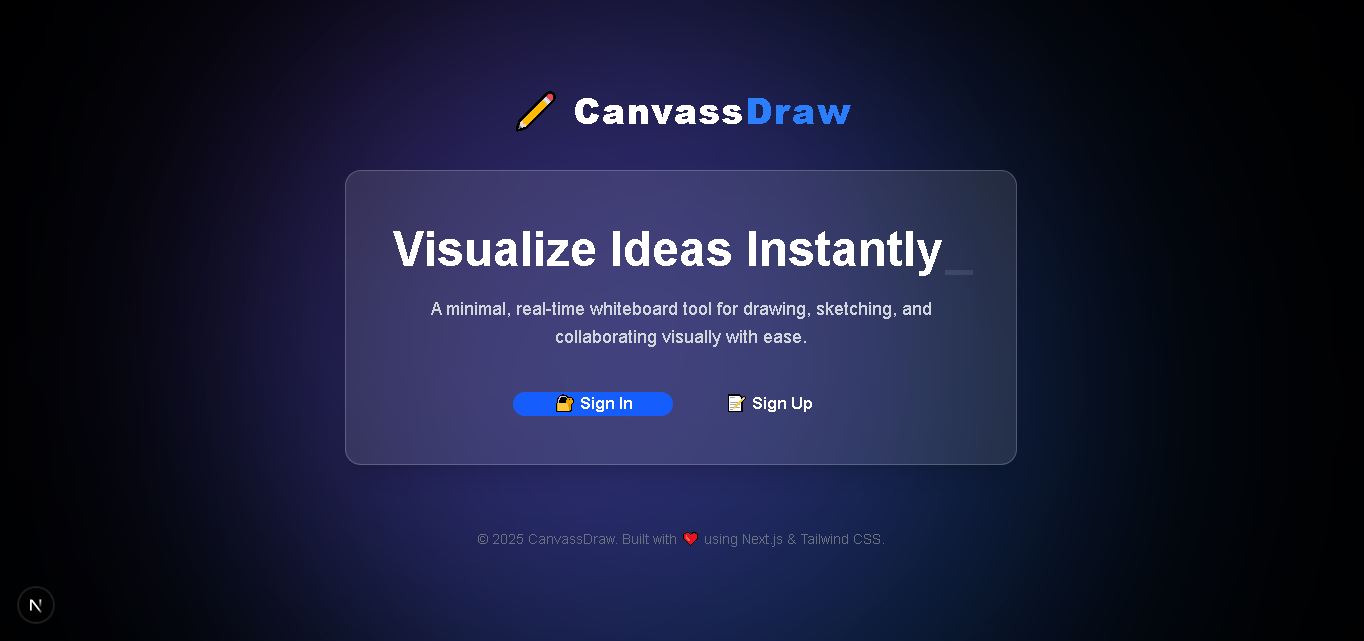 CanvassDraw
Visualize Ideas Instantly_
A minimal, real-time whiteboard tool for drawing, sketching, and
collaborating visually with ease.
Sign In
Sign Up
© 2025 CanvassDraw. Built with ❤️ using Next.js & Tailwind CSS.
N